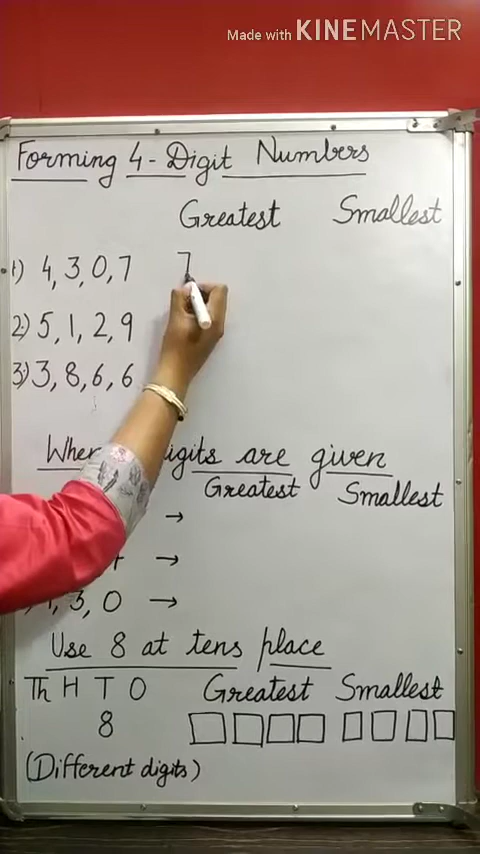 Made with KINEMASTER
Forming 4-Digit Numbers
Greatest Smallest
1) 4, 3, 0, 7 7
2) 5, 1, 2, 9
3) 3, 8, 6, 6
digits are given
Greatest Smallest
→
→
3, 0 →
Use 8 at tens place
Th H T O Greatest Smallest
8
(Different digits)